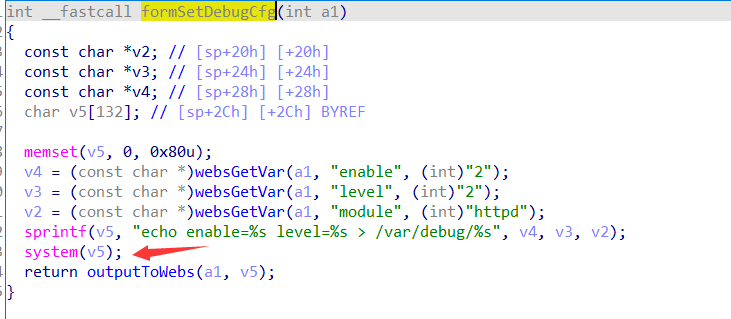 int __fastcall formSetDebugCfg(int a1)
{
const char *v2; // [sp+20h] [+20h]
const char *v3; // [sp+24h] [+24h]
const char *v4; // [sp+28h] [+28h]
char v5[132]; // [sp+2Ch] [+2Ch] BYREF
memset(v5, 0, 0x80u);
v4 = (const char *)websGetVar(a1, "enable", (int)"2");
v3 = (const char *)websGetVar(a1, "level", (int)"2");
v2 = (const char *)websGetVar(a1, "module", (int)"httpd");
sprintf(v5, "echo enable=%s level=%s > /var/debug/%s", v4, v3, v2);
system(v5);
return outputToWebs(a1, v5);
}